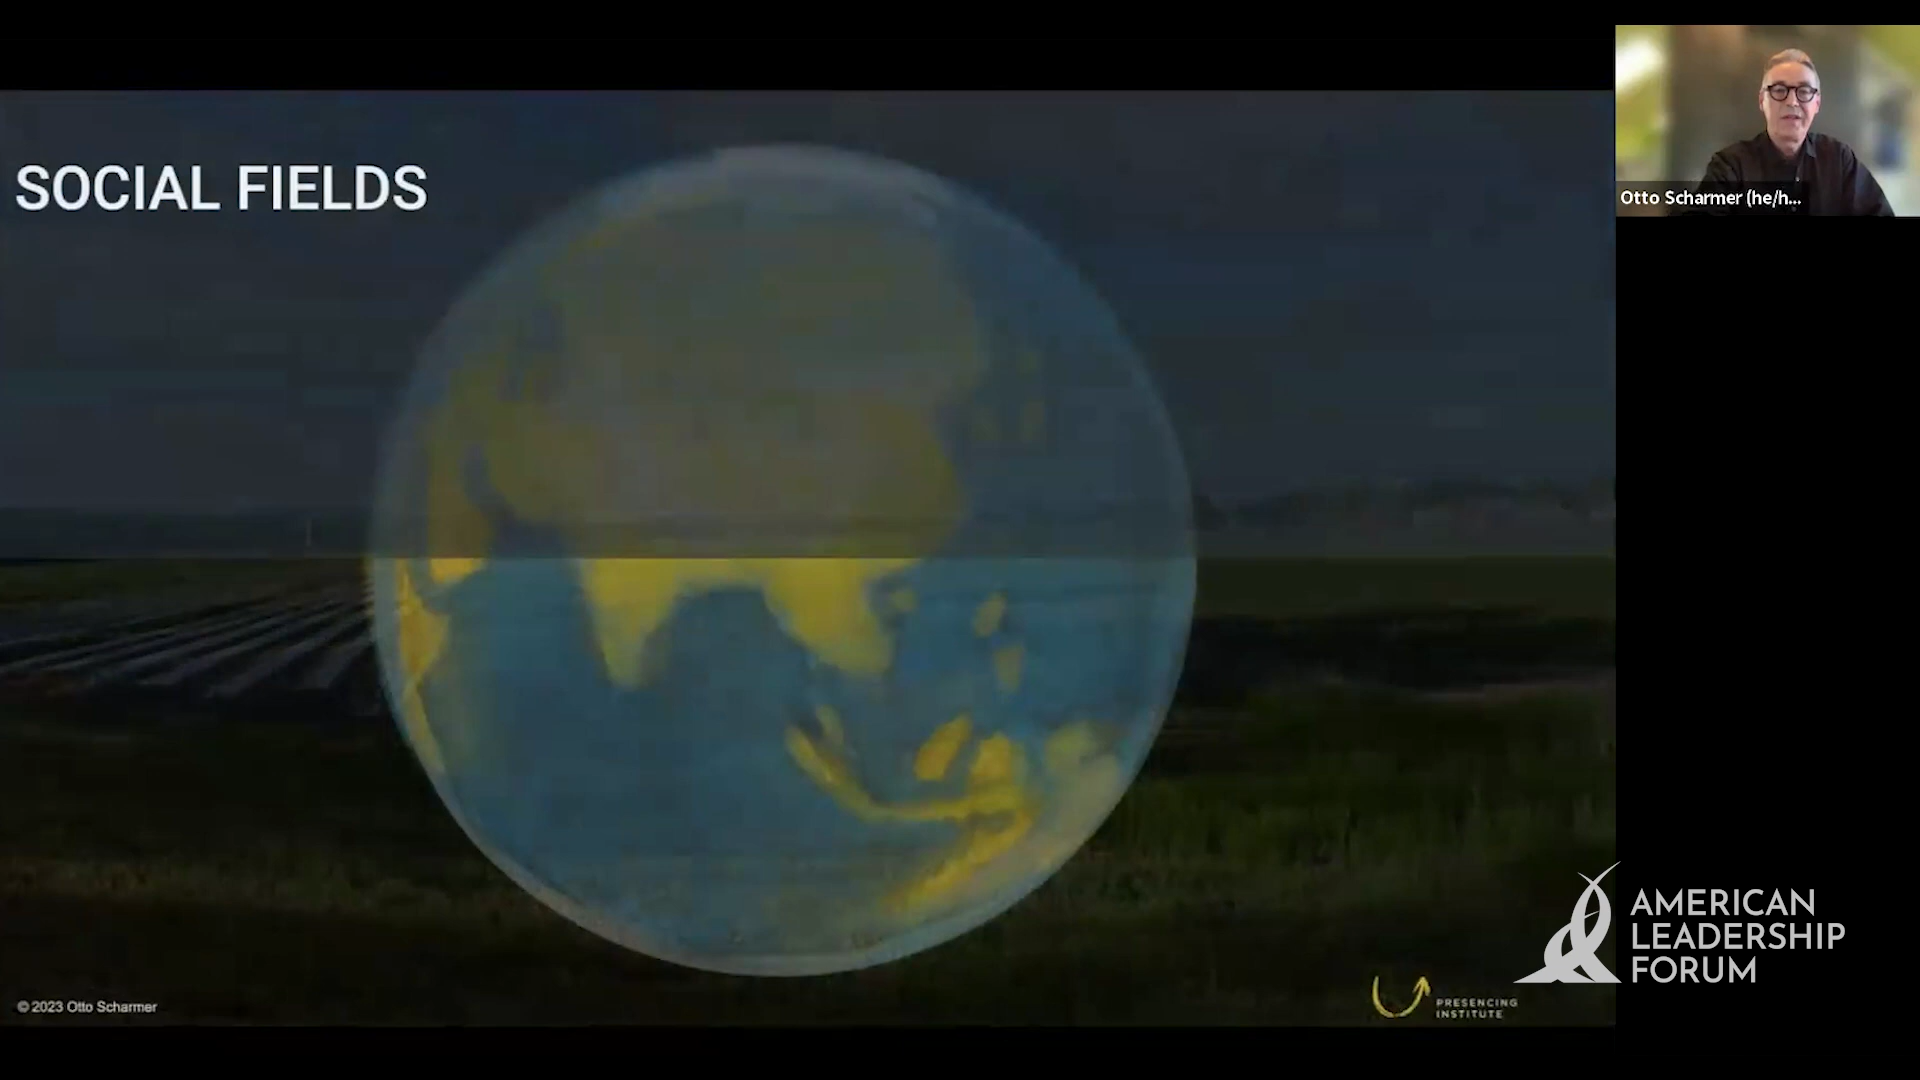 SOCIAL FIELDS
Otto Scharmer (he/h...
AMERICAN
LEADERSHIP
FORUM
© 2023 Otto Scharmer
PRESENCING
INSTITUTE